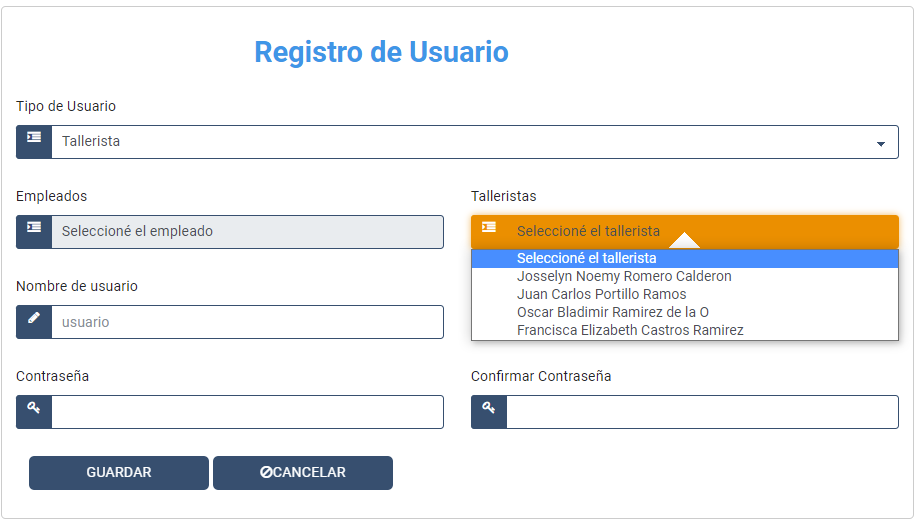 Registro de Usuario
Tipo de Usuario
Tallerista
Empleados
Talleristas
Seleccioné el empleado
Seleccioné el tallerista
Seleccioné el tallerista
Josselyn Noemy Romero Calderon
Juan Carlos Portillo Ramos
Oscar Bladimir Ramirez de la O
Francisca Elizabeth Castros Ramirez
Nombre de usuario
usuario
Contraseña
Confirmar Contraseña
GUARDAR
CANCELAR